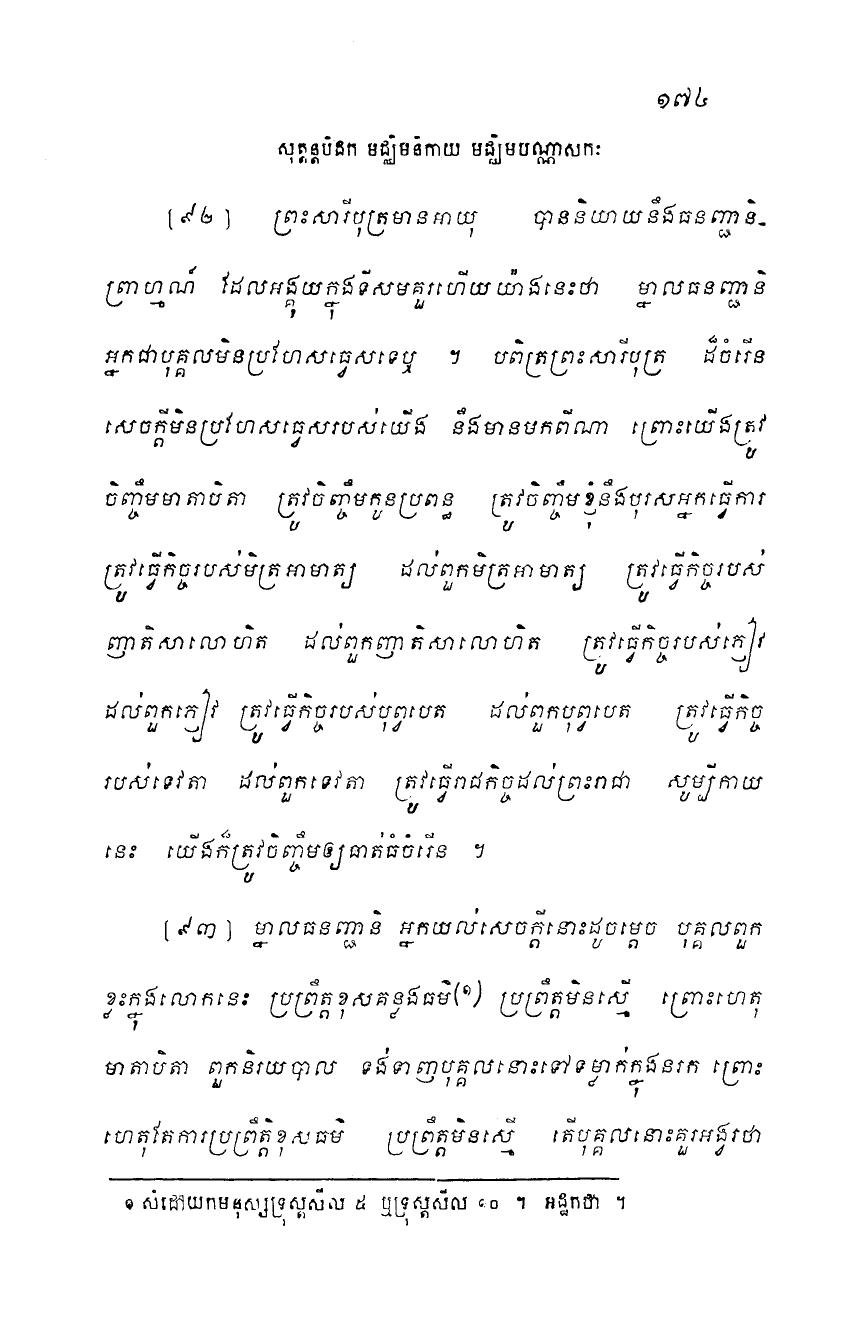 ១៧៤
សុត្តន្តបិដក មជ្ឈិមនិកាយ មជ្ឈិមបណ្ណាសកៈ
[៩២] ព្រះសារីបុត្រមានអាយុ បាននិយាយនឹងធនញ្ជានិ-
ព្រាហ្មណ៍ ដែលអង្គុយក្នុងទីសមគួរហើយយ៉ាងនេះថា ម្នាលធនញ្ជានិ
អ្នកជាបុគ្គលមិនប្រហែសធ្វេសទេឬ ។ បពិត្រព្រះសារីបុត្រ ដ៏ចំរើន
សេចក្តីមិនប្រហែសធ្វេសរបស់យើង នឹងមានមកពីណា ព្រោះយើងត្រូវ
ចិញ្ចឹមមាតាបិតា ត្រូវចិញ្ចឹមកូនប្រពន្ធ ត្រូវចិញ្ចឹមខ្ញុំនឹងបុរសអ្នកធ្វើការ
ត្រូវធ្វើកិច្ចរបស់មិត្រអាមាត្យ ដល់ពួកមិត្រអាមាត្យ ត្រូវធ្វើកិច្ចរបស់
ញាតិសាលោហិត ដល់ពួកញាតិសាលោហិត ត្រូវធ្វើកិច្ចរបស់ភ្ញៀវ
ដល់ពួកភ្ញៀវ ត្រូវធ្វើកិច្ចរបស់បុព្វបេត ដល់ពួកបុព្វបេត ត្រូវធ្វើកិច្ច
របស់ទេវតា ដល់ពួកទេវតា ត្រូវធ្វើរាជកិច្ចដល់ព្រះរាជា សូម្បីកាយ
នេះ យើងក៏ត្រូវចិញ្ចឹមឲ្យធាត់ធំចំរើន ។
[៩៣] ម្នាលធនញ្ជានិ អ្នកយល់សេចក្តីនោះដូចម្តេច បុគ្គលពួក
ខ្លះក្នុងលោកនេះ ប្រព្រឹត្តខុសគន្លងធម៌(១) ប្រព្រឹត្តមិនស្មើ ព្រោះហេតុ
មាតាបិតា ពួកនិរយបាល ទង់ទាញបុគ្គលនោះទៅទម្លាក់ក្នុងនរក ព្រោះ
ហេតុតែការប្រព្រឹត្តិខុសធម៌ ប្រព្រឹត្តមិនស្មើ តើបុគ្គលនោះគួរអង្វរថា
១ សំដៅយកមនុស្សទ្រុស្តសីល ៥ ឬទ្រុស្តសីល ១០ ។ អដ្ឋកថា ។